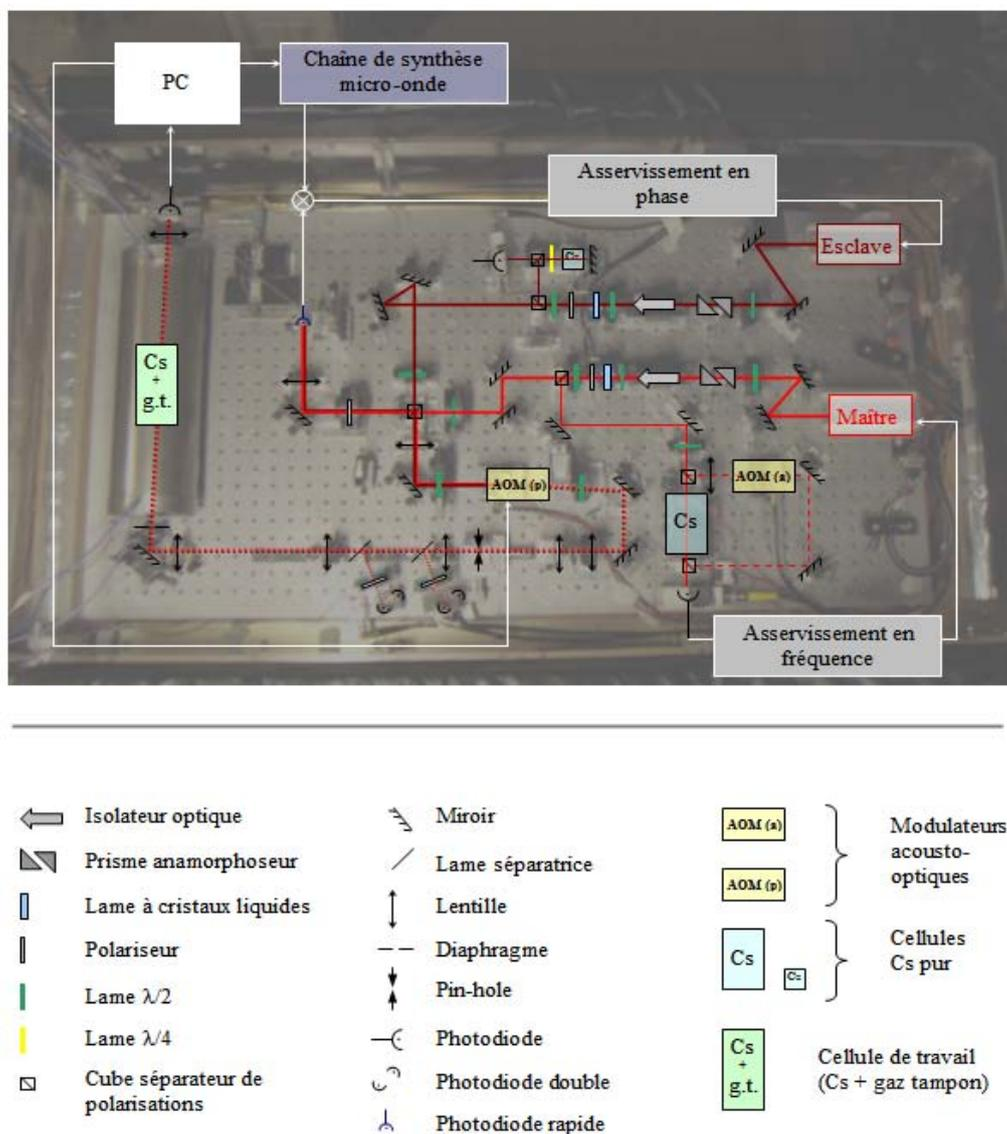 PC
Chaîne de synthèse
micro-onde
Asservissement en
phase
Esclave
Cs
Cs
+
g.t.
Maître
AOM (p)
AOM (a)
Cs
Asservissement en
fréquence
Isolateur optique
Prisme anamorphoseur
Lame à cristaux liquides
Polariseur
Lame λ/2
Lame λ/4
Cube séparateur de
polarisations
Miroir
Lame séparatrice
Lentille
Diaphragme
Pin-hole
Photodiode
Photodiode double
Photodiode rapide
AOM (a)
AOM (p)
Modulateurs
acousto-
optiques
Cs
Cs
Cellules
Cs pur
Cs
+
g.t.
Cellule de travail
(Cs + gaz tampon)